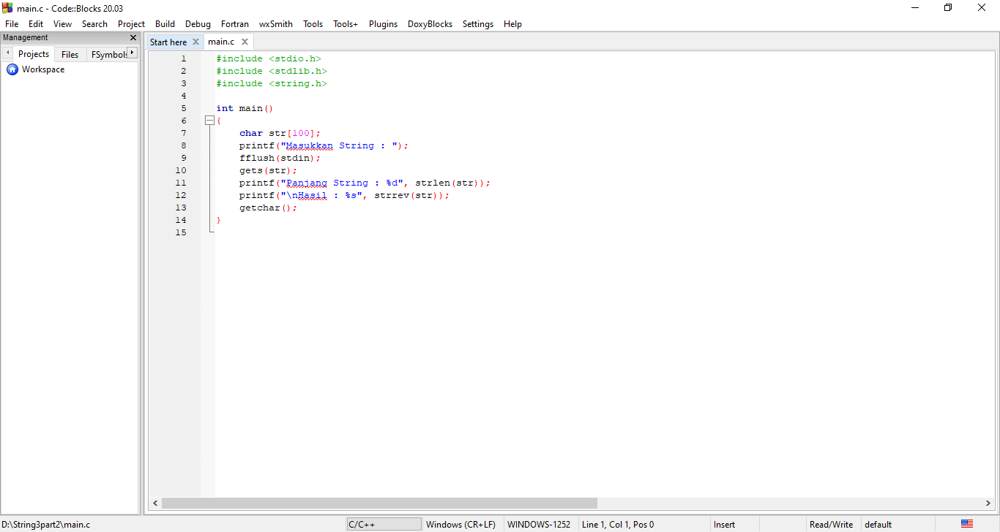 main.c - Code::Blocks 20.03
File Edit View Search Project Build Debug Fortran wxSmith Tools Tools+ Plugins DoxyBlocks Settings Help
Management
Projects Files FSymbols
Workspace
Start here main.c
1 #include <stdio.h>
2 #include <stdlib.h>
3 #include <string.h>
4
5 int main()
6 {
7 char str[100];
8 printf("Masukkan String : ");
9 fflush(stdin);
10 gets(str);
11 printf("Panjang String : %d", strlen(str));
12 printf("\nHasil : %s", strrev(str));
13 getchar();
14 }
15
D:\String3part2\main.c C/C++ Windows (CR+LF) WINDOWS-1252 Line 1, Col 1, Pos 0 Insert Read/Write default